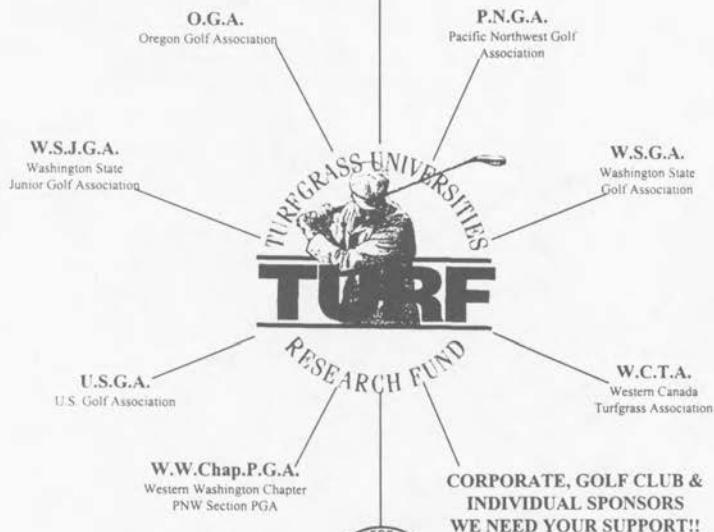 O.G.A.
Oregon Golf Association
P.N.G.A.
Pacific Northwest Golf
Association
W.S.J.G.A.
Washington State
Junior Golf Association
W.S.G.A.
Washington State
Golf Association
TURFGRASS UNIVERSITIES
TURF
RESEARCH FUND
U.S.G.A.
U.S. Golf Association
W.C.T.A.
Western Canada
Turfgrass Association
W.W.Chap.P.G.A.
Western Washington Chapter
PNW Section PGA
CORPORATE, GOLF CLUB &
INDIVIDUAL SPONSORS
WE NEED YOUR SUPPORT!!